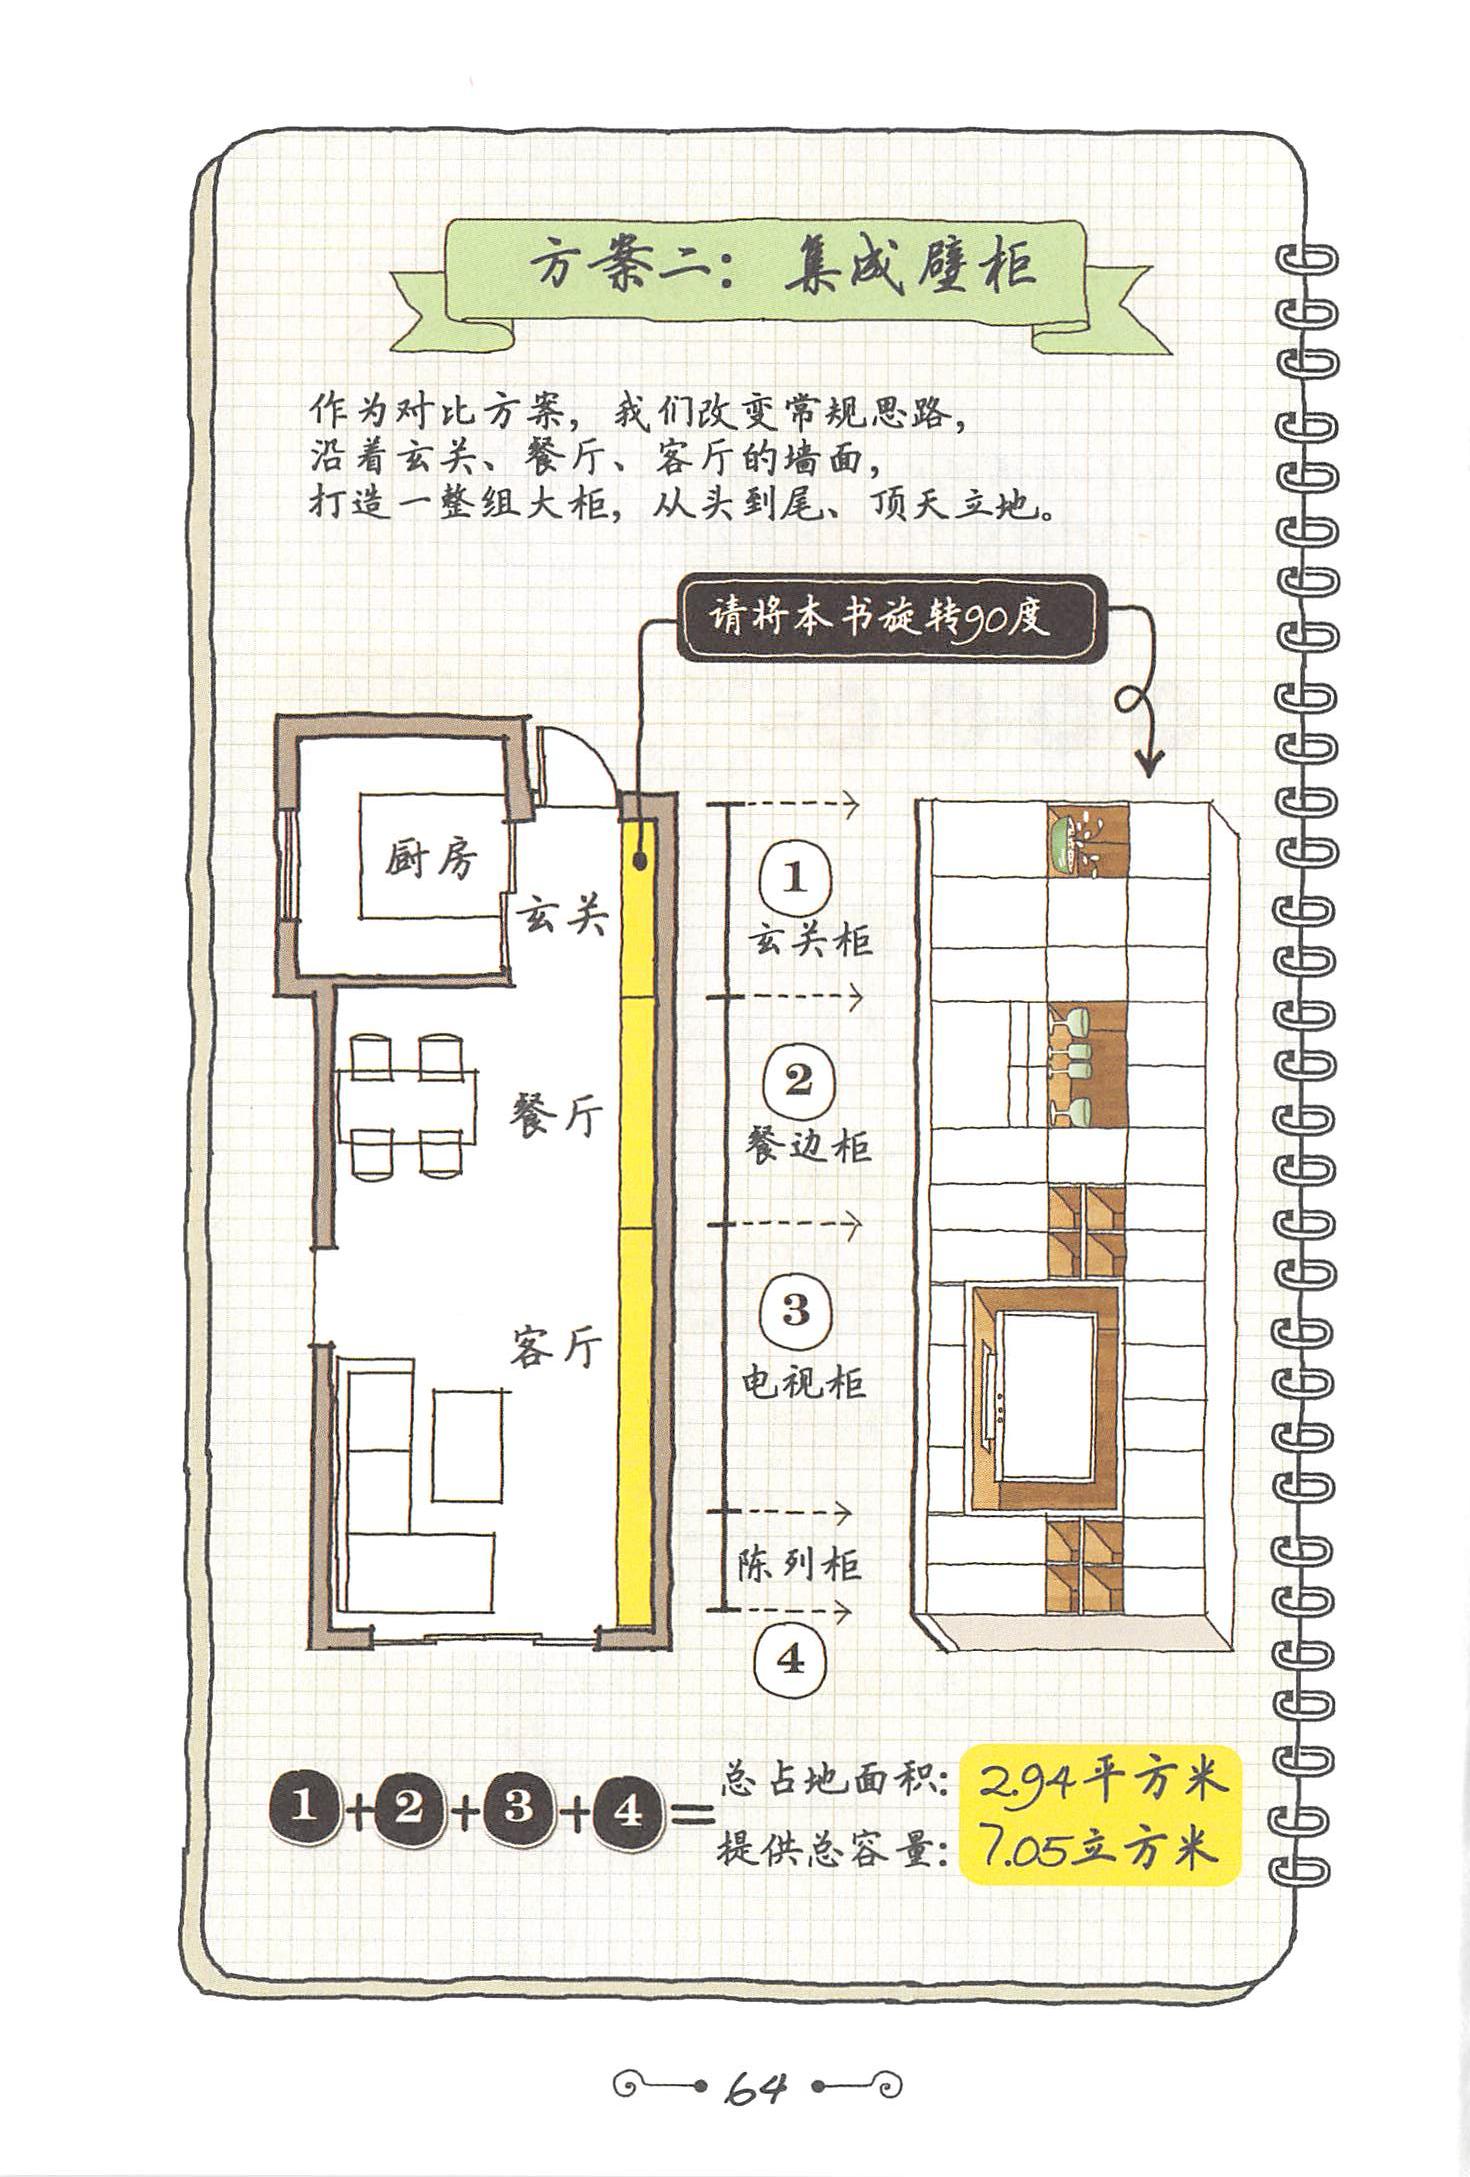 方案二：集成壁柜
作为对比方案，我们改变常规思路，
沿着玄关、餐厅、客厅的墙面，
打造一整组大柜，从头到尾、顶天立地。
请将本书旋转90度
厨房
玄关
餐厅
客厅
1
玄关柜
2
餐边柜
3
电视柜
陈列柜
4
1+2+3+4=
总占地面积：2.94平方米
提供总容量：7.05立方米
64